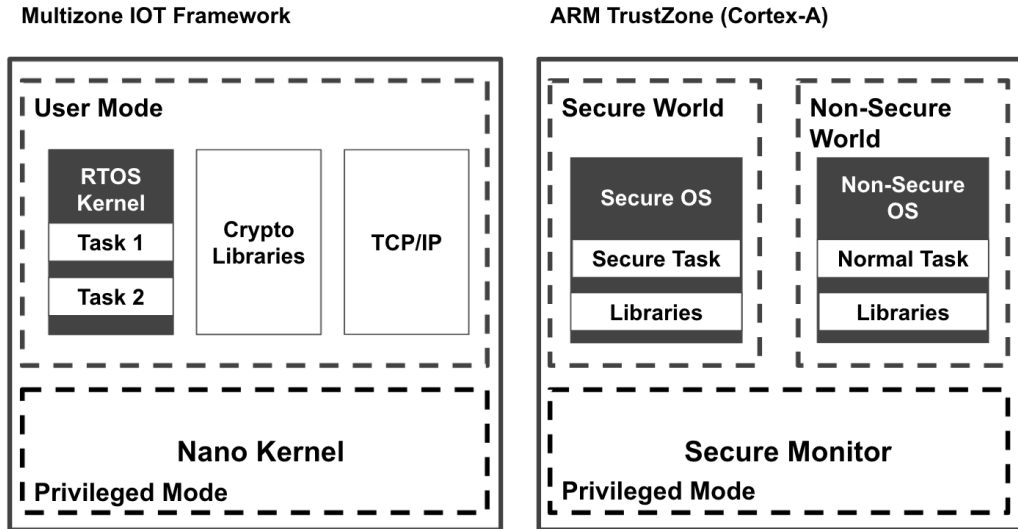 Multizone IOT Framework
User Mode
RTOS
Kernel
Task 1
Task 2
Crypto
Libraries
TCP/IP
Nano Kernel
Privileged Mode
ARM TrustZone (Cortex-A)
Secure World
Secure OS
Secure Task
Libraries
Non-Secure
World
Non-Secure
OS
Normal Task
Libraries
Secure Monitor
Privileged Mode